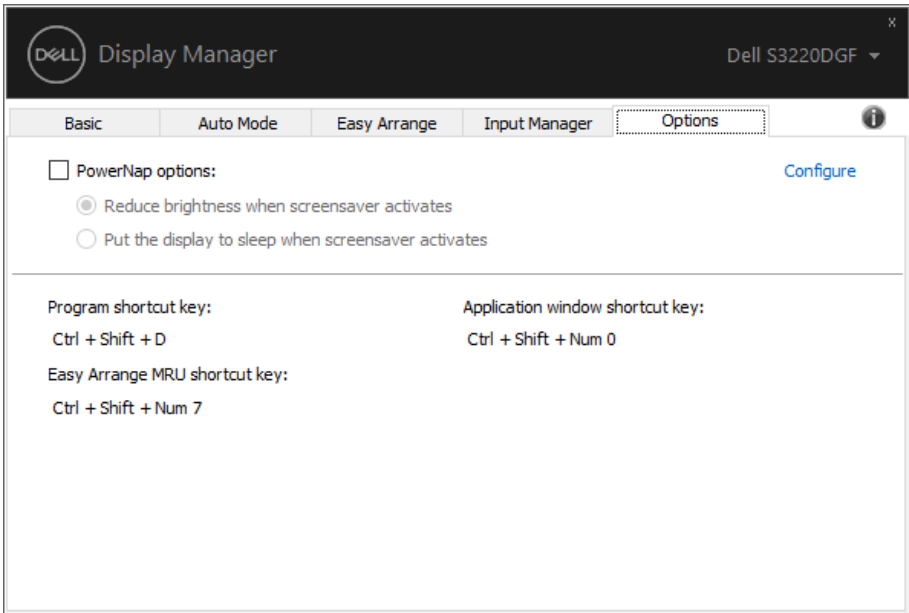 x
DELL Display Manager
Dell S3220DGF
Basic Auto Mode Easy Arrange Input Manager Options
PowerNap options: Configure
Reduce brightness when screensaver activates
Put the display to sleep when screensaver activates
Program shortcut key: Application window shortcut key:
Ctrl + Shift + D Ctrl + Shift + Num 0
Easy Arrange MRU shortcut key:
Ctrl + Shift + Num 7